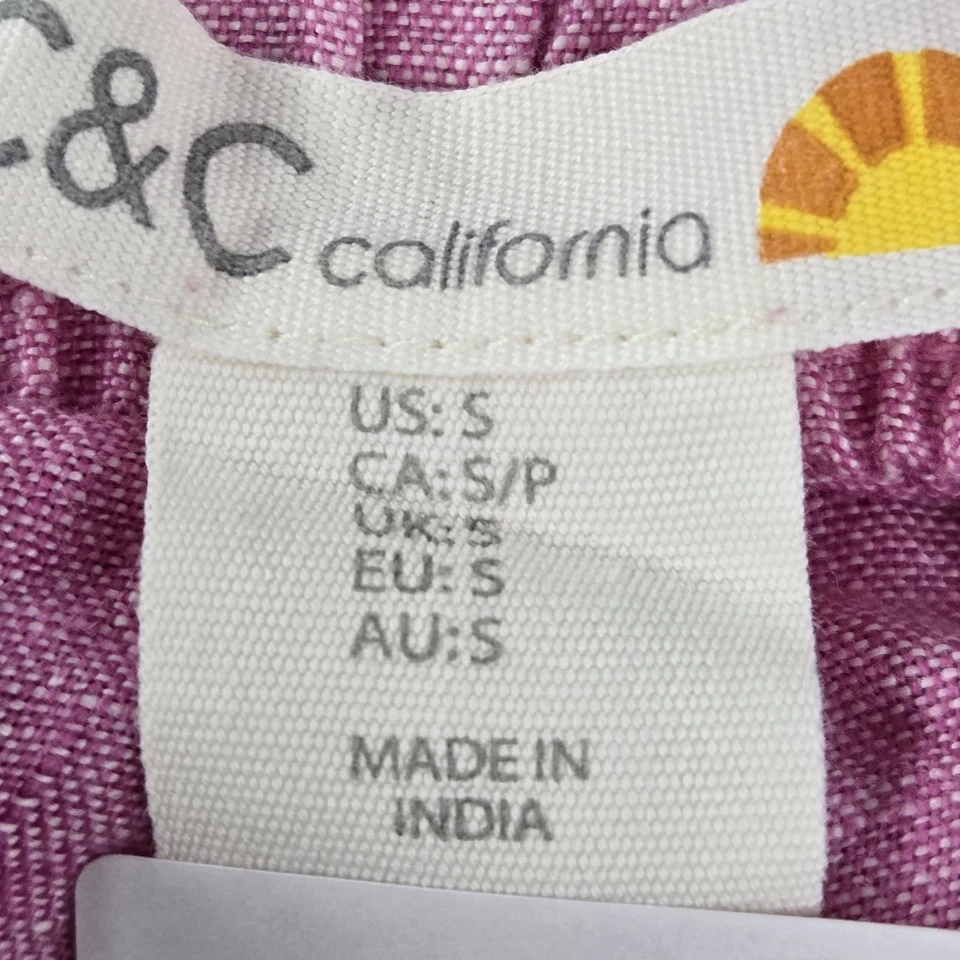 C&C california
US: S
CA: S/P
UK: S
EU: S
AU: S
MADE IN
INDIA